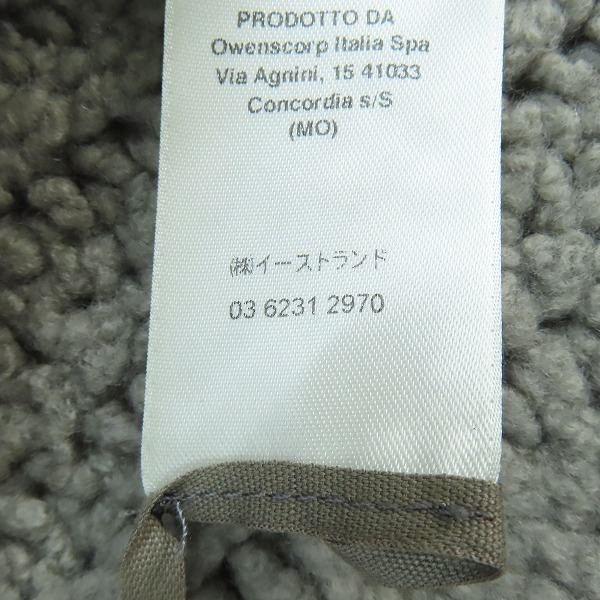 PRODOTTO DA
Owenscorp Italia Spa
Via Agnini, 15 41033
Concordia s/S
(MO)
㈱イーストランド
03 6231 2970